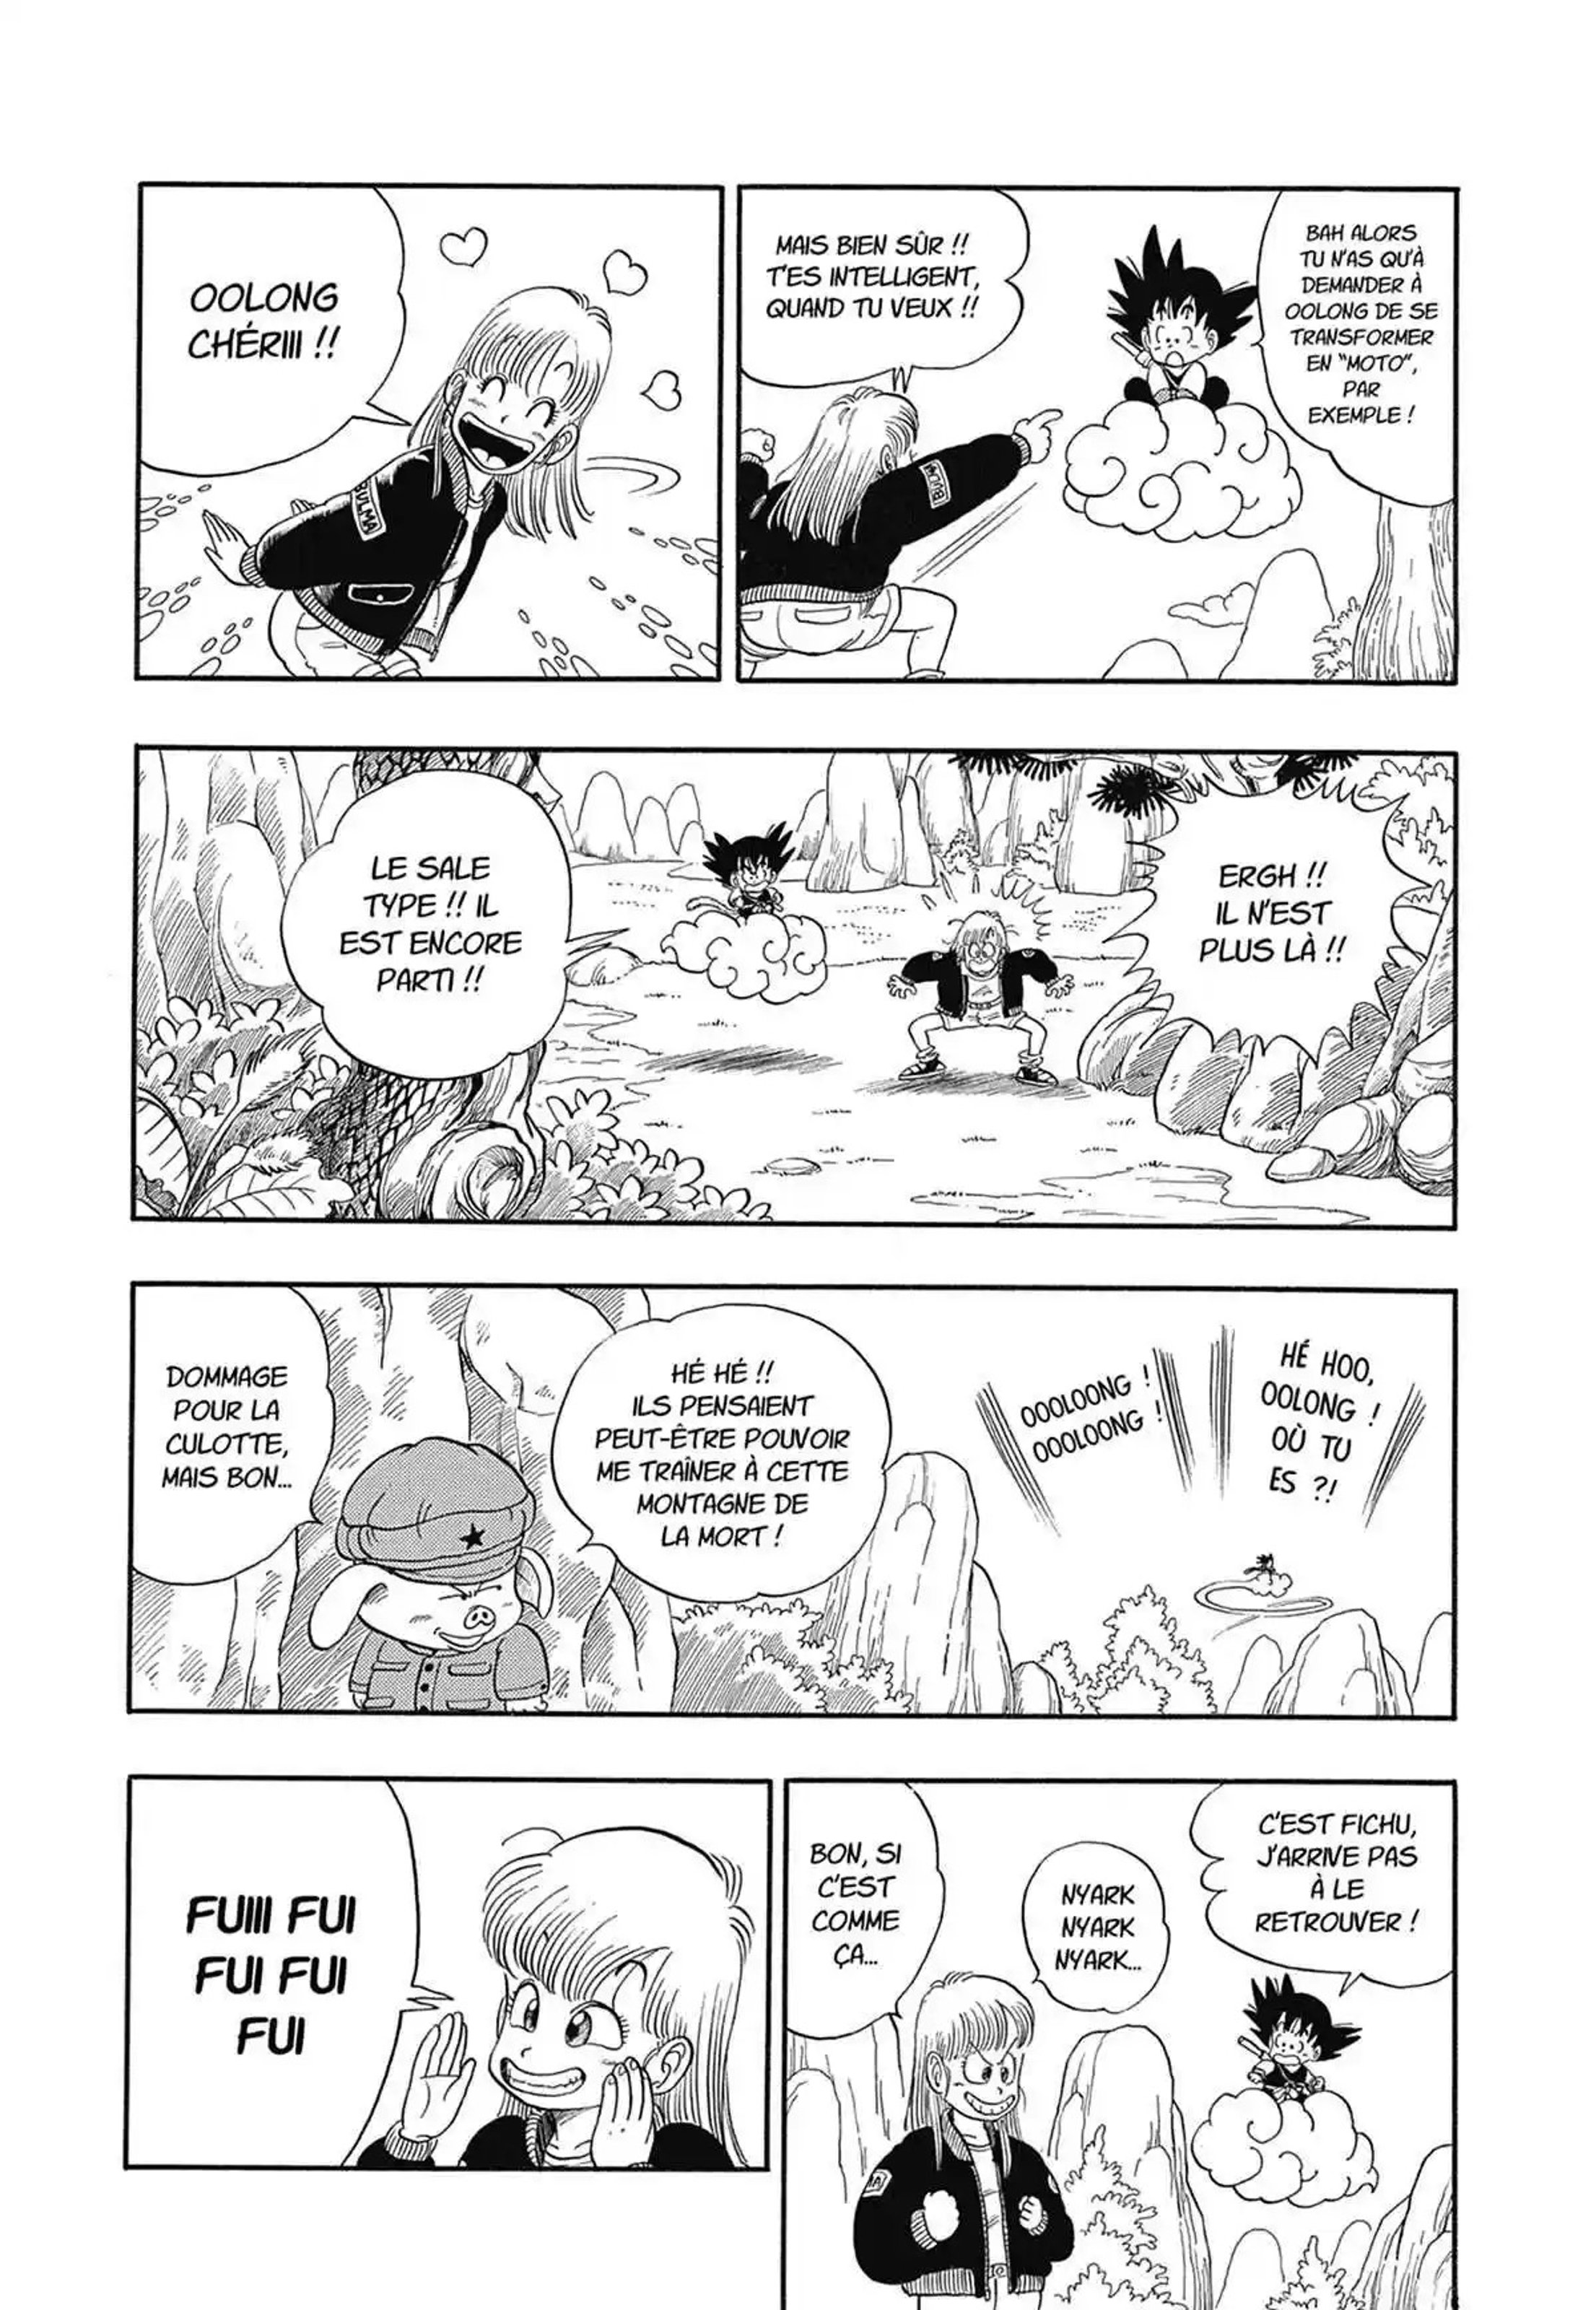 BAH ALORS
TU N'AS QU'À
DEMANDER À
OOLONG DE SE
TRANSFORMER
EN "MOTO",
PAR
EXEMPLE !
MAIS BIEN SÛR !!
T'ES INTELLIGENT,
QUAND TU VEUX !!
BULMA
OOLONG
CHÉRIII !!
BULMA
ERGH !!
IL N'EST
PLUS LÀ !!
LE SALE
TYPE !! IL
EST ENCORE
PARTI !!
HÉ HOO,
OOLONG !
OÙ TU
ES ?!
OOOLOONG !
OOOLOONG !
HÉ HÉ !!
ILS PENSAIENT
PEUT-ÊTRE POUVOIR
ME TRAÎNER À CETTE
MONTAGNE DE
LA MORT !
DOMMAGE
POUR LA
CULOTTE,
MAIS BON...
C'EST FICHU,
J'ARRIVE PAS
À LE
RETROUVER !
NYARK
NYARK
NYARK...
BON, SI
C'EST
COMME
ÇA...
MA
FUIII FUI
FUI FUI
FUI